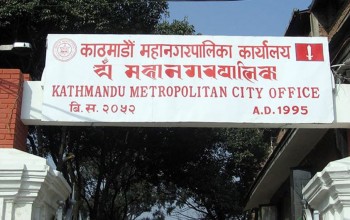 काठमाडौं महानगरपालिका कार्यालय
KATHMANDU METROPOLITAN CITY OFFICE
वि.स. २०५२ A.D. 1995